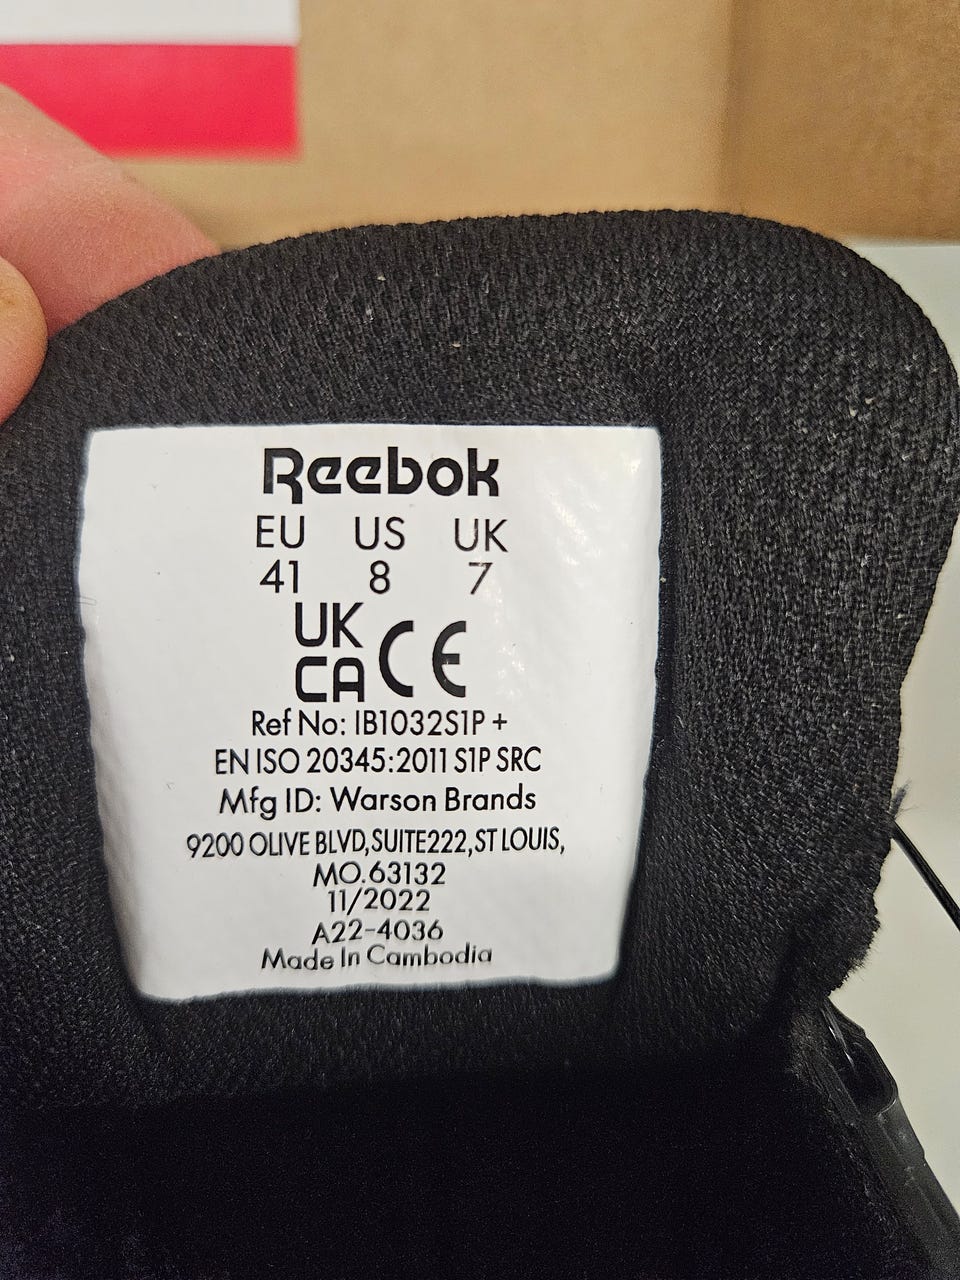 Reebok
EU US UK
41 8 7
UK
CA CE
Ref No: IB1032S1P +
EN ISO 20345:2011 S1P SRC
Mfg ID: Warson Brands
9200 OLIVE BLVD,SUITE222,ST LOUIS,
MO.63132
11/2022
A22-4036
Made In Cambodia